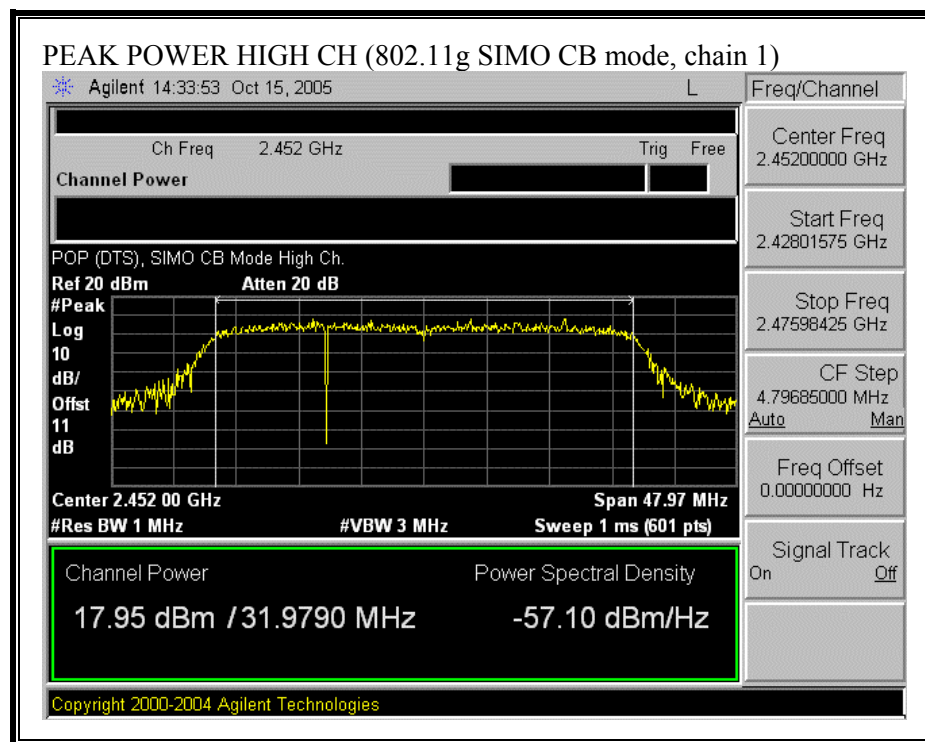 PEAK POWER HIGH CH (802.11g SIMO CB mode, chain 1)
Agilent 14:33:53 Oct 15, 2005 L
Freq/Channel
Ch Freq 2.452 GHz Trig Free
Channel Power
Center Freq
2.45200000 GHz
Start Freq
2.42801575 GHz
Stop Freq
2.47598425 GHz
CF Step
4.79685000 MHz
Auto Man
Freq Offset
0.00000000 Hz
Signal Track
On Off
POP (DTS), SIMO CB Mode High Ch.
Ref 20 dBm Atten 20 dB
#Peak
Log
10
dB/
Offst
11
dB
Center 2.452 00 GHz Span 47.97 MHz
#Res BW 1 MHz #VBW 3 MHz Sweep 1 ms (601 pts)
Channel Power Power Spectral Density
17.95 dBm / 31.9790 MHz -57.10 dBm/Hz
Copyright 2000-2004 Agilent Technologies